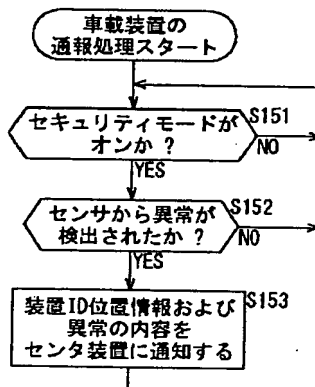 車載装置の
通報処理スタート
S151
セキュリティモードが
オンか ?
NO
YES
S152
センサから異常が
検出されたか ?
NO
YES
S153
装置ID位置情報および
異常の内容を
センタ装置に通知する